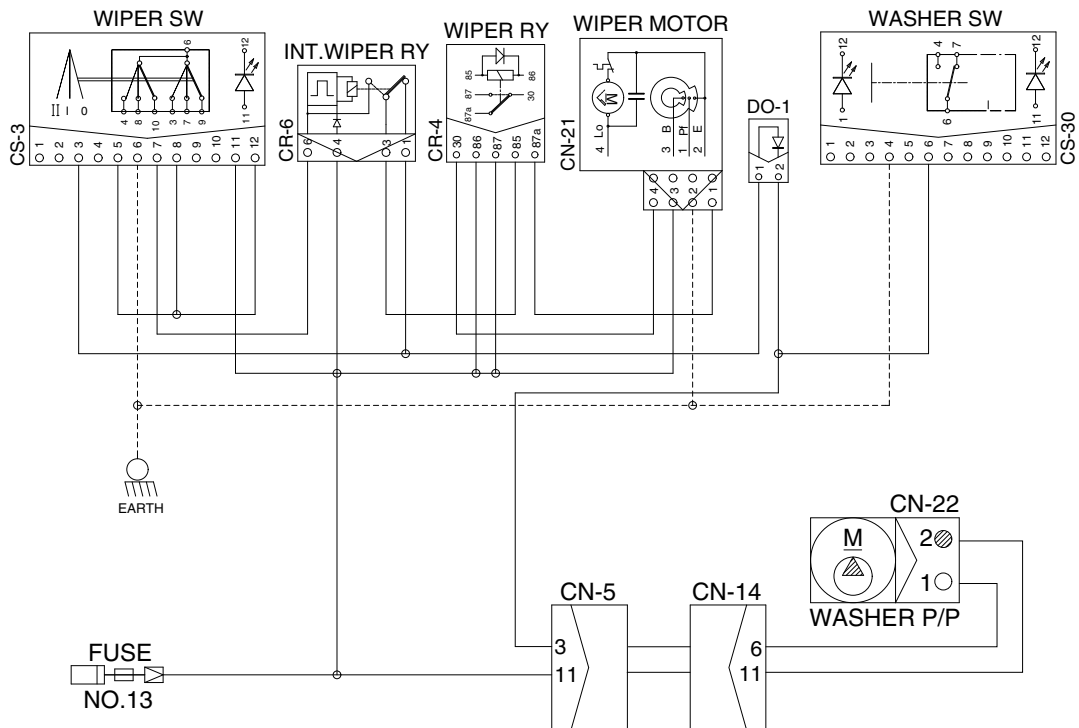 WIPER SW
INT.WIPER RY
WIPER RY
WIPER MOTOR
WASHER SW
DO-1
II I 0
6
12
11
4 8 10 3 7 9
CS-3
1 2 3 4 5 6 7 8 9 10 11 12
CR-6
6 4 3 1
85 86
87 30
87a
CR-4
30 86 87 85 87a
M
Lo B Pf E
4 3 1 2
CN-21
4 3 2 1
1 2
12
1
4 7
6
12
11
1 2 3 4 5 6 7 8 9 10 11 12
CS-30
EARTH
CN-22
M
2
1
WASHER P/P
CN-5
3
11
CN-14
6
11
FUSE
NO.13